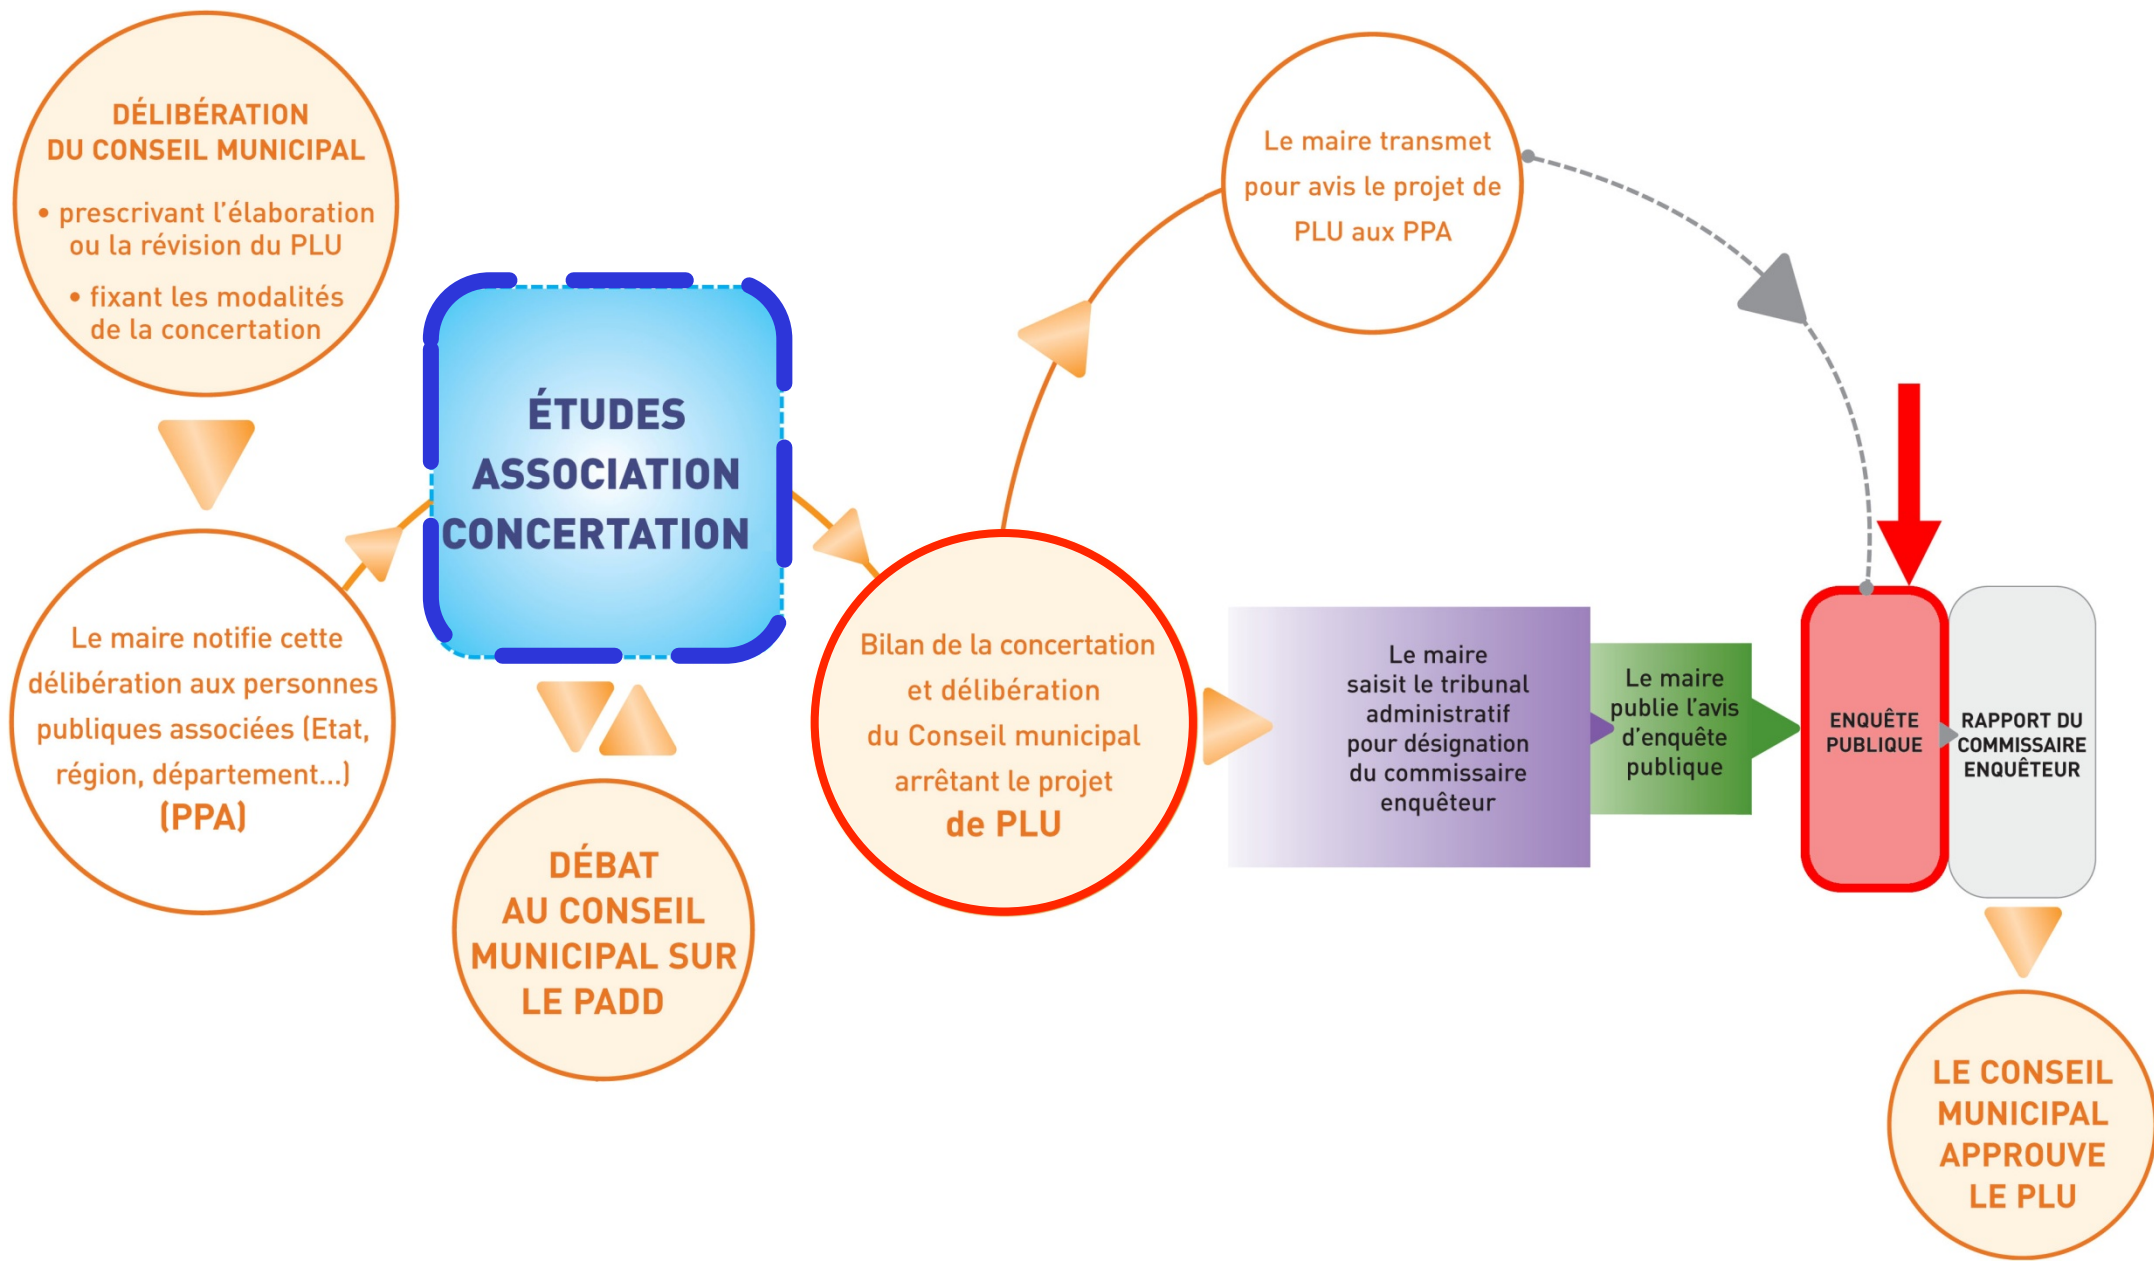 DÉLIBÉRATION
DU CONSEIL MUNICIPAL
• prescrivant l'élaboration
ou la révision du PLU
• fixant les modalités
de la concertation
Le maire notifie cette
délibération aux personnes
publiques associées (Etat,
région, département...)
(PPA)
ÉTUDES
ASSOCIATION
CONCERTATION
DÉBAT
AU CONSEIL
MUNICIPAL SUR
LE PADD
Bilan de la concertation
et délibération
du Conseil municipal
arrêtant le projet
de PLU
Le maire transmet
pour avis le projet de
PLU aux PPA
Le maire
saisit le tribunal
administratif
pour désignation
du commissaire
enquêteur
Le maire
publie l'avis
d'enquête
publique
ENQUÊTE
PUBLIQUE
RAPPORT DU
COMMISSAIRE
ENQUÊTEUR
LE CONSEIL
MUNICIPAL
APPROUVE
LE PLU